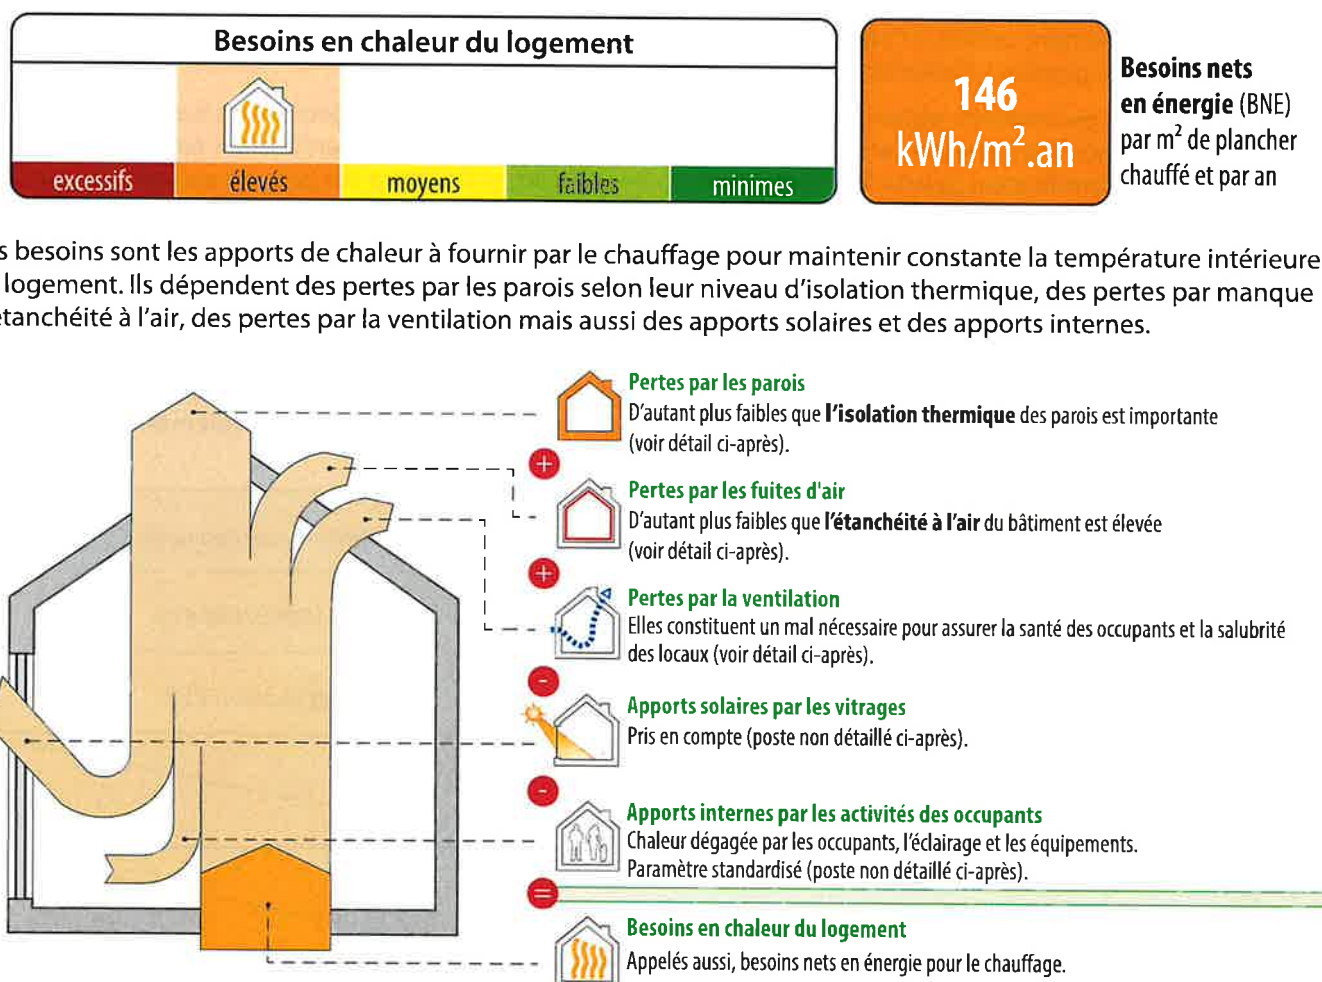 Besoins en chaleur du logement
excessifs
élevés
moyens
faibles
minimes
146
kWh/m².an
Besoins nets
en énergie (BNE)
par m² de plancher
chauffé et par an
besoins sont les apports de chaleur à fournir par le chauffage pour maintenir constante la température intérieure
logement. Ils dépendent des pertes par les parois selon leur niveau d'isolation thermique, des pertes par manque
étanchéité à l'air, des pertes par la ventilation mais aussi des apports solaires et des apports internes.
Pertes par les parois
D'autant plus faibles que l'isolation thermique des parois est importante
(voir détail ci-après).
+
Pertes par les fuites d'air
D'autant plus faibles que l'étanchéité à l'air du bâtiment est élevée
(voir détail ci-après).
+
Pertes par la ventilation
Elles constituent un mal nécessaire pour assurer la santé des occupants et la salubrité
des locaux (voir détail ci-après).
-
Apports solaires par les vitrages
Pris en compte (poste non détaillé ci-après).
-
Apports internes par les activités des occupants
Chaleur dégagée par les occupants, l'éclairage et les équipements.
Paramètre standardisé (poste non détaillé ci-après).
=
Besoins en chaleur du logement
Appelés aussi, besoins nets en énergie pour le chauffage.